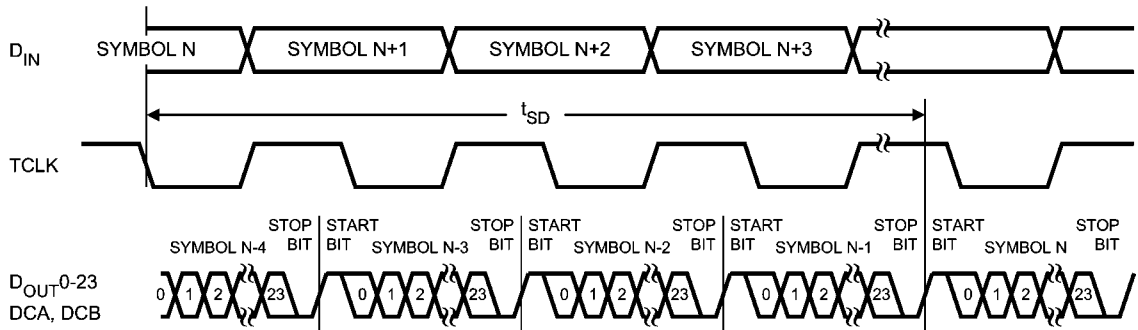 D_IN
SYMBOL N SYMBOL N+1 SYMBOL N+2 SYMBOL N+3
t_SD
TCLK
STOP BIT START BIT STOP BIT START BIT STOP BIT START BIT STOP BIT START BIT STOP BIT
SYMBOL N-4 SYMBOL N-3 SYMBOL N-2 SYMBOL N-1 SYMBOL N
D_OUT0-23
DCA, DCB
0 1 2 23 0 1 2 23 0 1 2 23 0 1 2 23 0 1 2 23